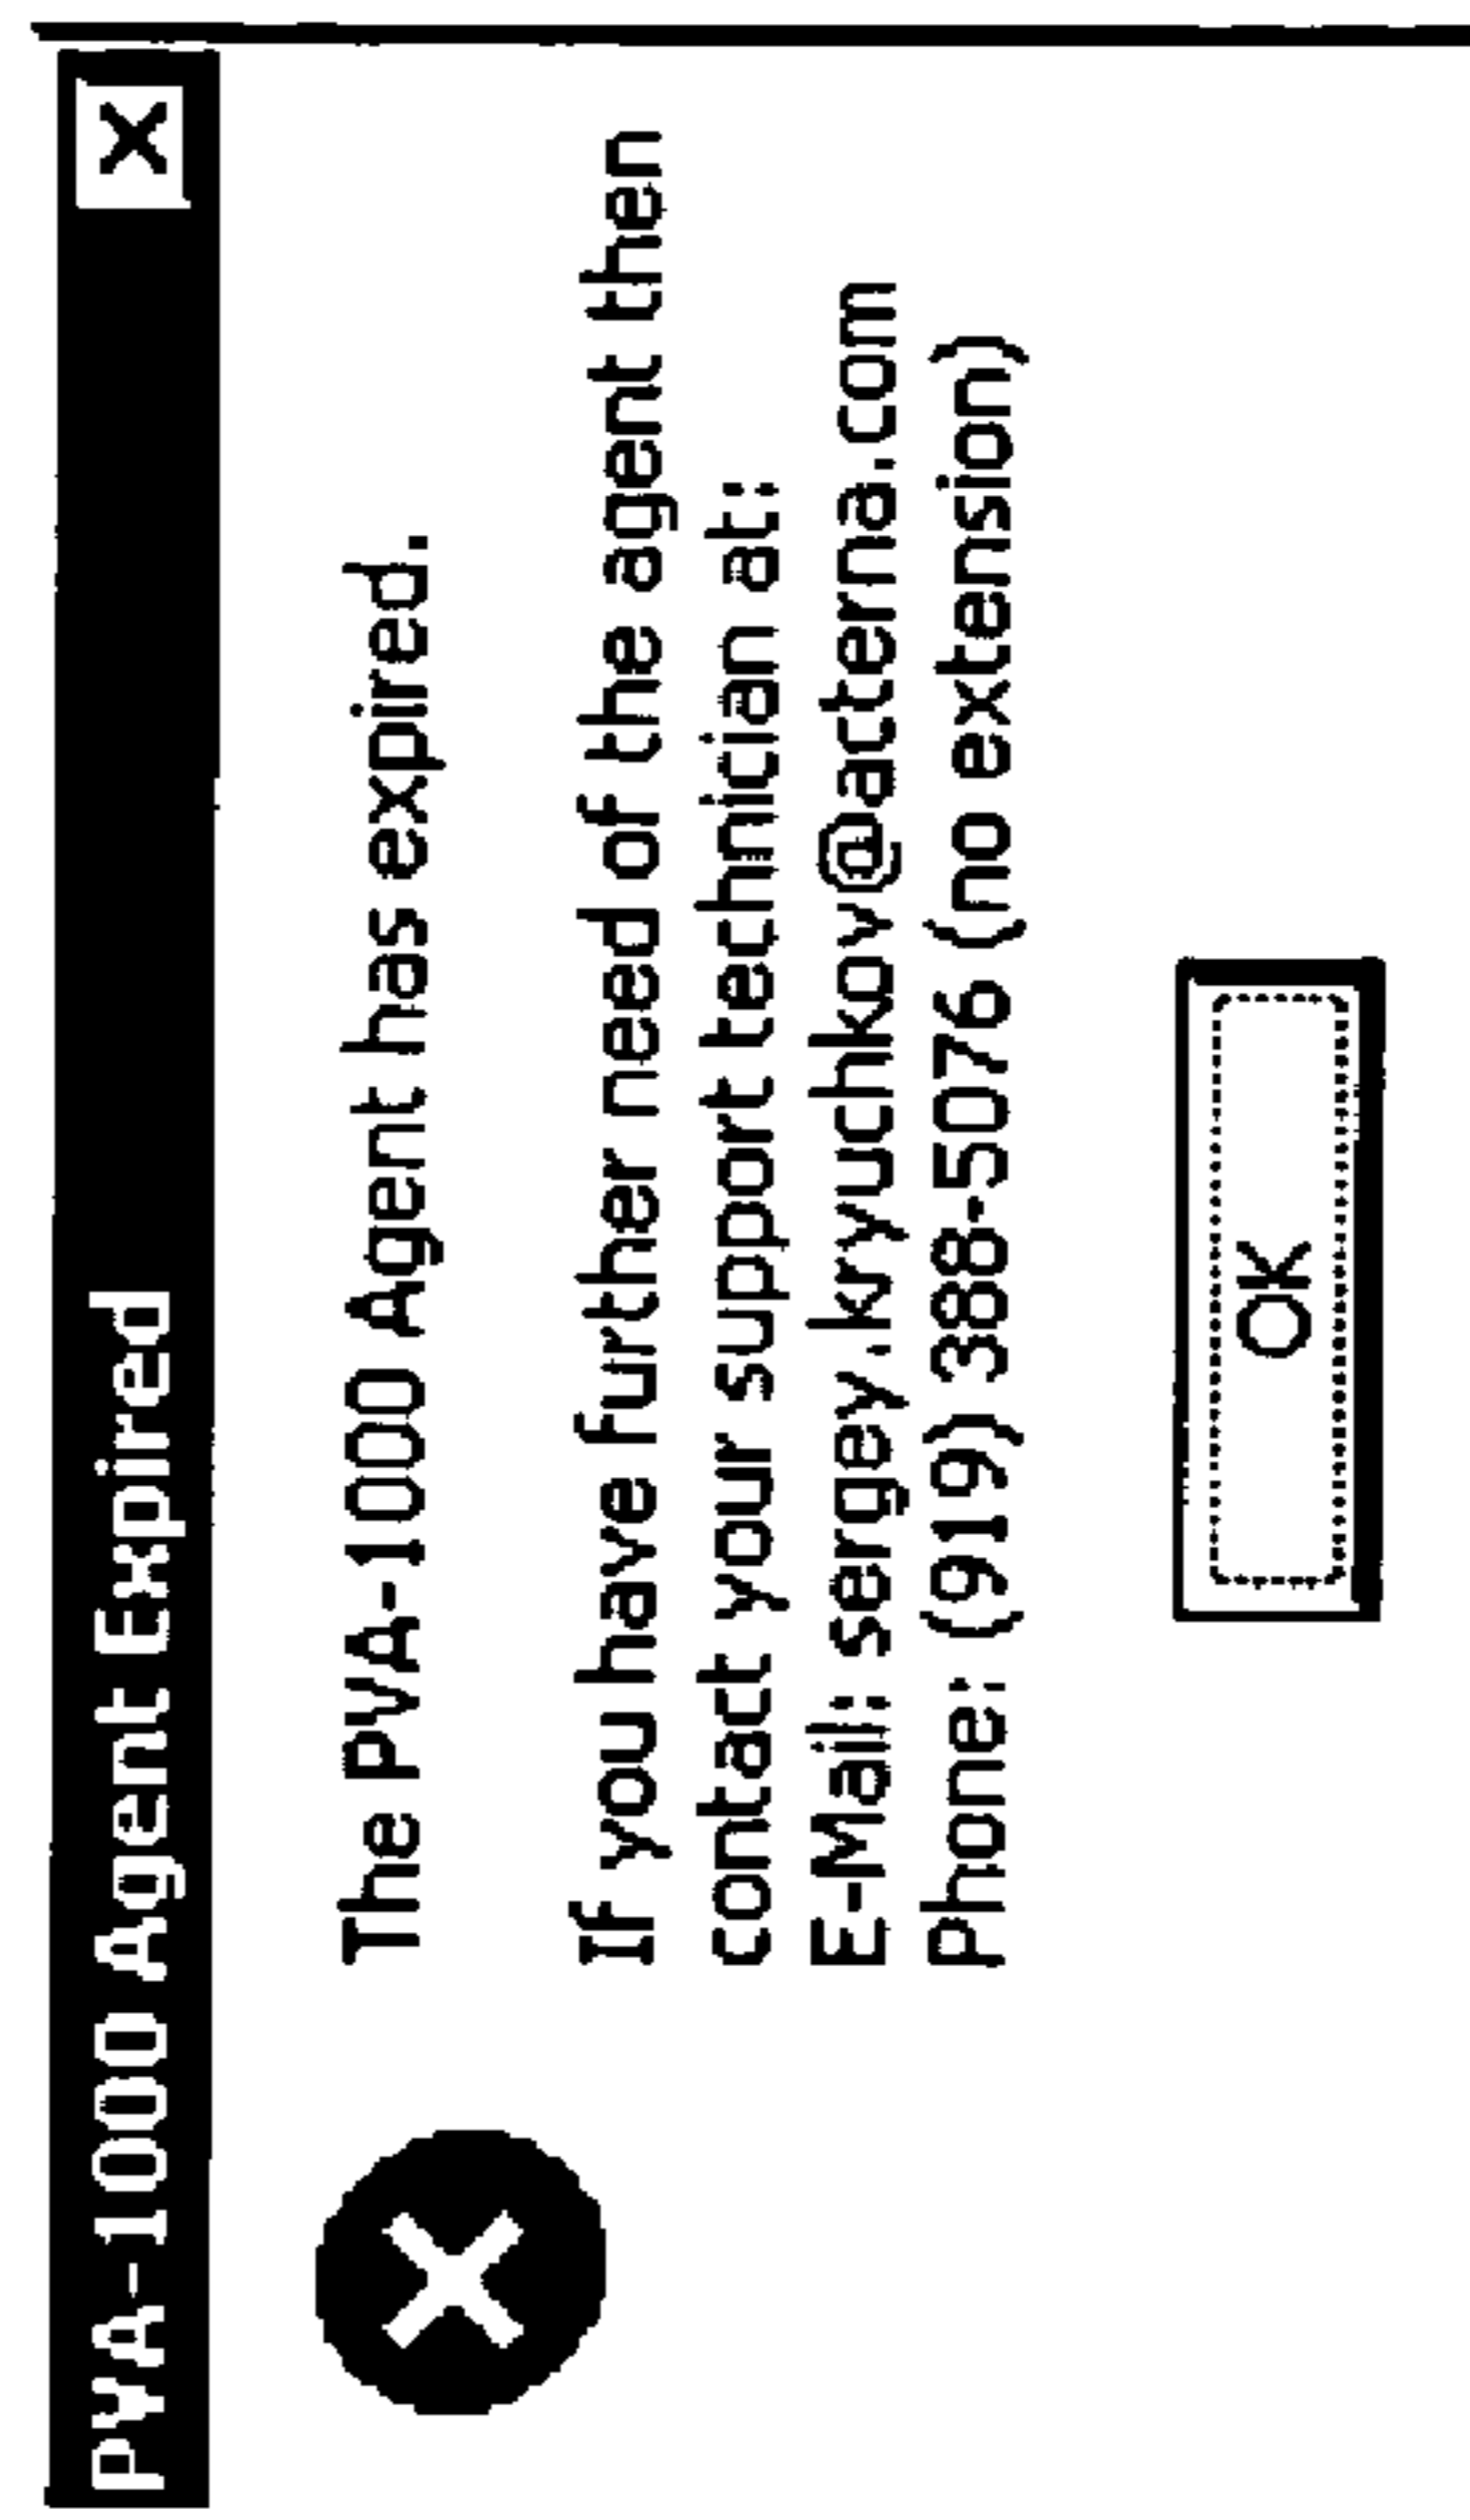 PVA-1000 Agent Expired
X
The PVA-1000 Agent has expired.
If you have further need of the agent then
contact your support technician at:
E-Mail: sergey.kryuchkov@acterna.com
Phone: (919) 388-5076 (no extension)
OK